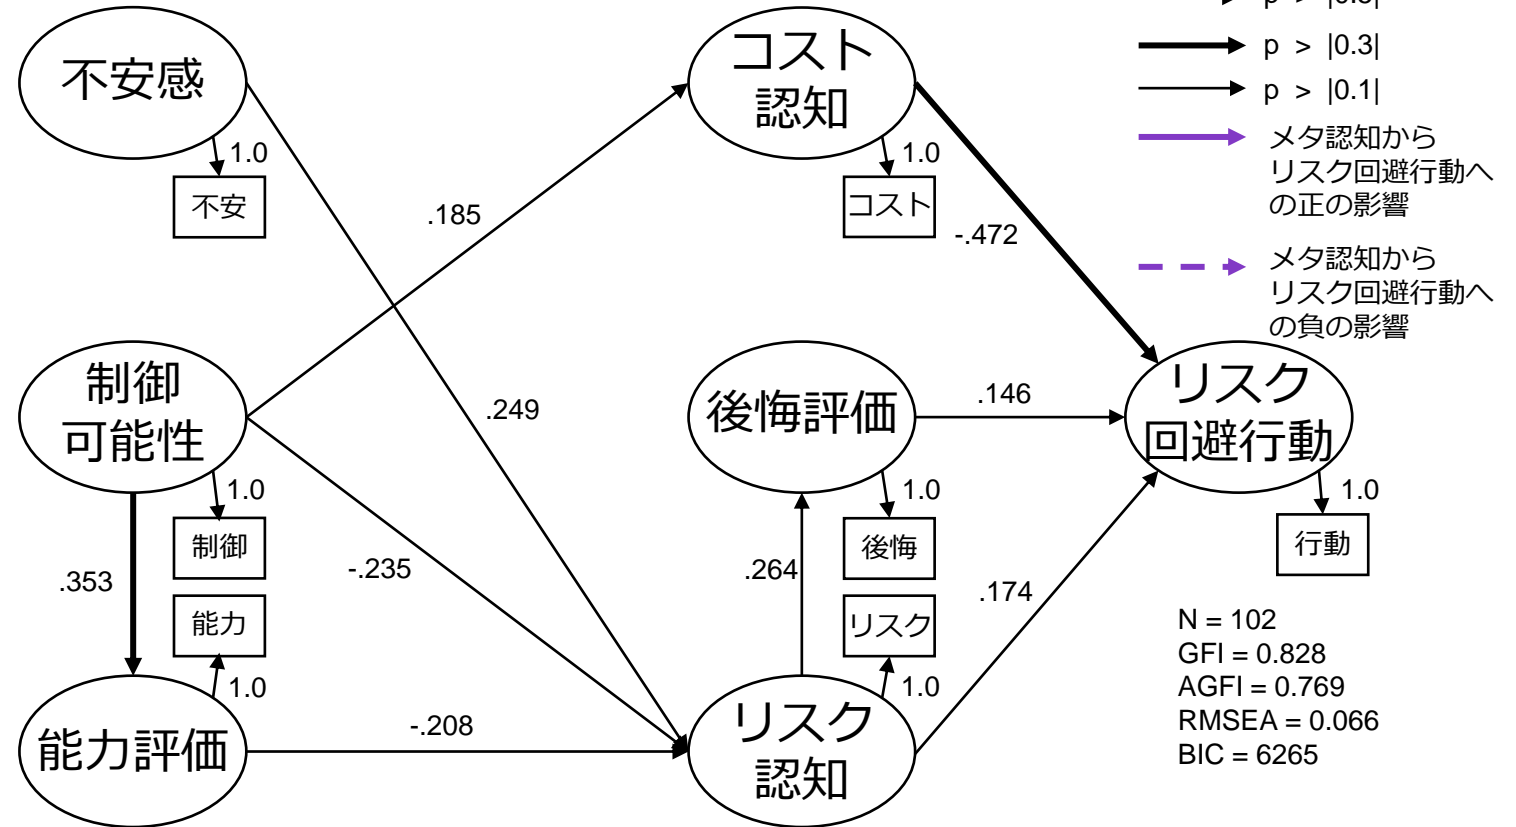 不安感
1.0
不安
コスト
認知
1.0
コスト
p > |0.3|
p > |0.1|
メタ認知から
リスク回避行動へ
の正の影響
メタ認知から
リスク回避行動へ
の負の影響
.185
-.472
制御
可能性
1.0
制御
.249
後悔評価
1.0
後悔
.146
リスク
回避行動
1.0
行動
.353
-.235
.264
.174
能力
1.0
能力評価
-.208
リスク
1.0
リスク
認知
N = 102
GFI = 0.828
AGFI = 0.769
RMSEA = 0.066
BIC = 6265